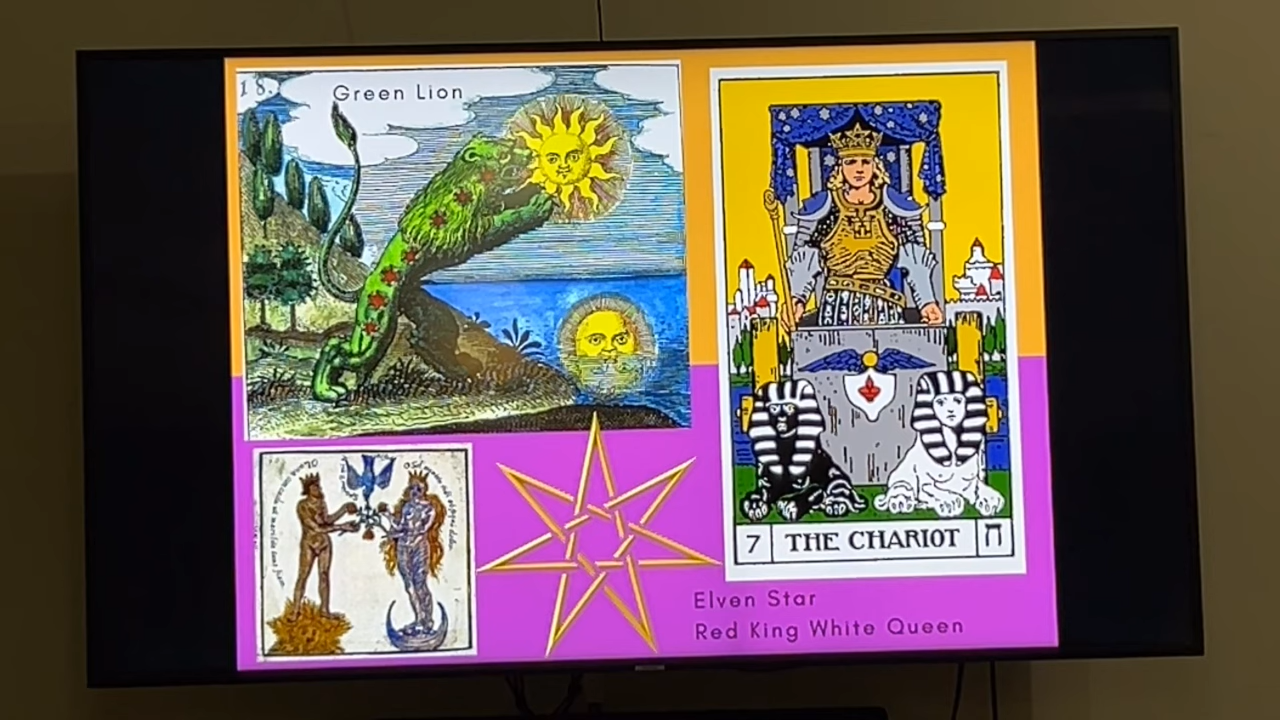 18.
Green Lion
7
THE CHARIOT
ח
Elven Star
Red King White Queen